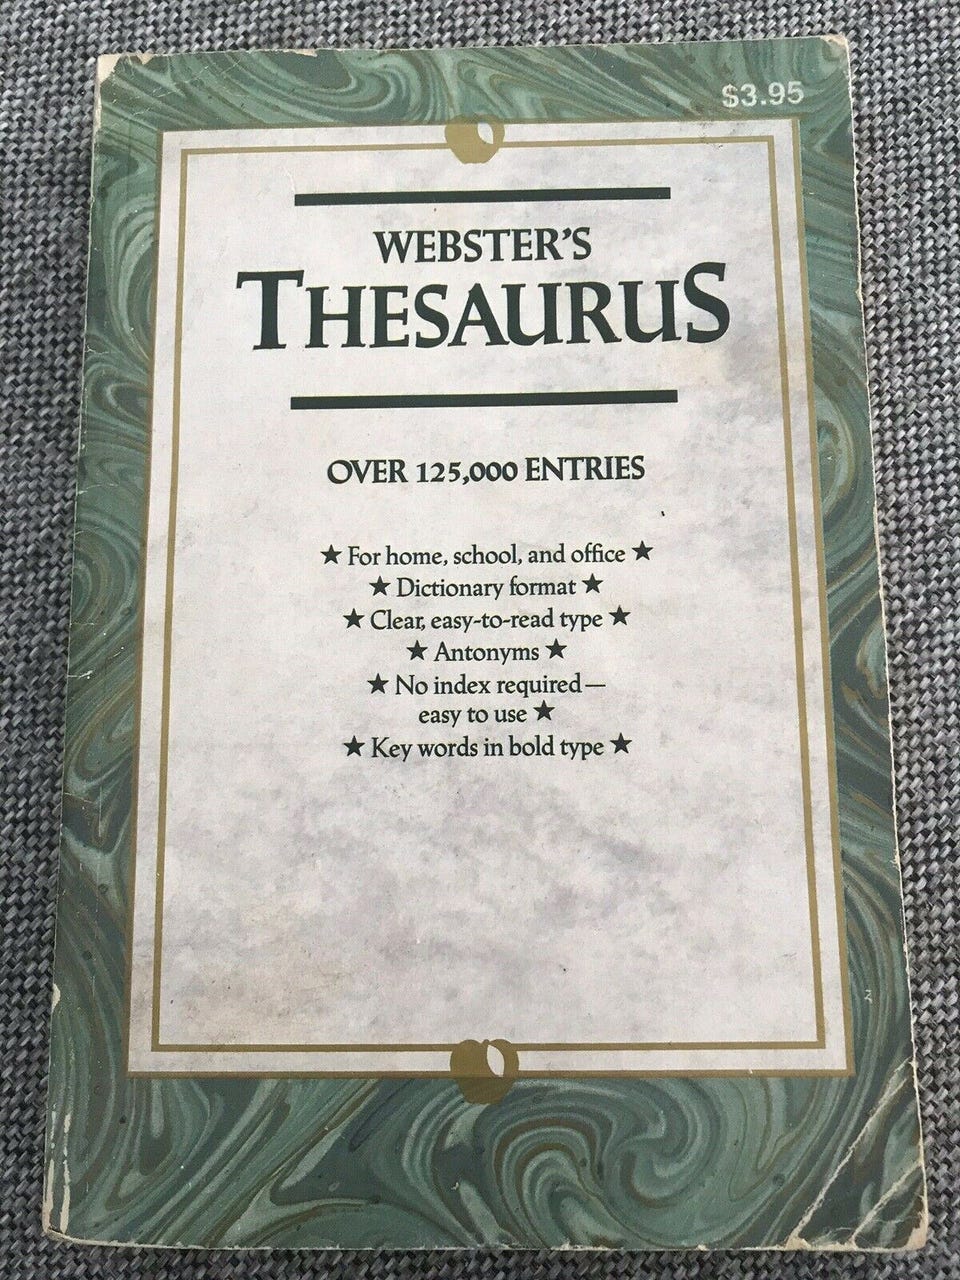 $3.95
WEBSTER'S
THESAURUS
OVER 125,000 ENTRIES
★ For home, school, and office ★
★ Dictionary format ★
★ Clear, easy-to-read type ★
★ Antonyms ★
★ No index required—
easy to use ★
★ Key words in bold type ★